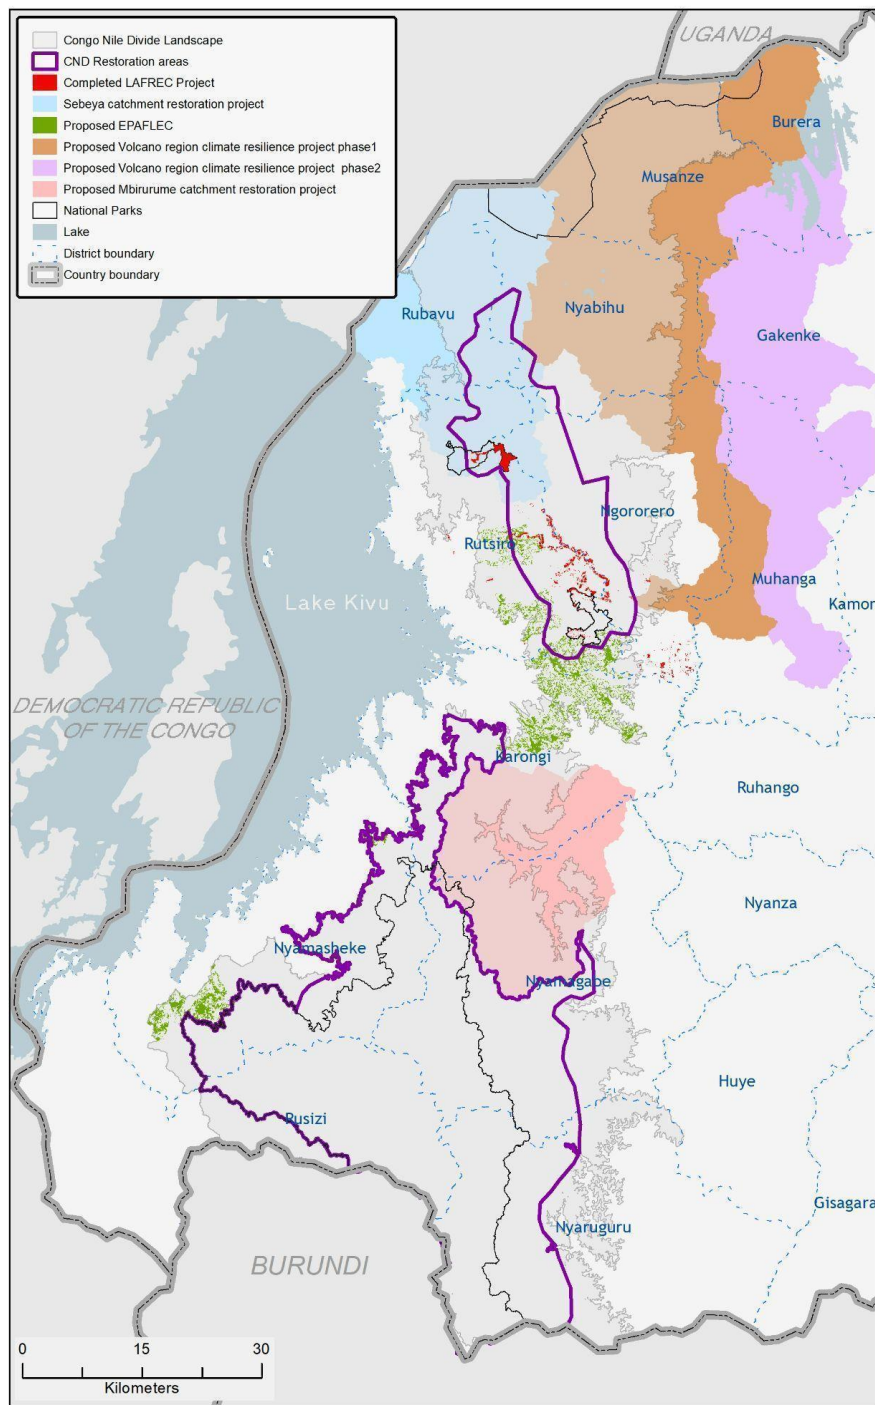 Congo Nile Divide Landscape
CND Restoration areas
Completed LAFREC Project
Sebeya catchment restoration project
Proposed EPAFLEC
Proposed Volcano region climate resilience project phase1
Proposed Volcano region climate resilience project phase2
Proposed Mbirurume catchment restoration project
National Parks
Lake
District boundary
Country boundary
UGANDA
Burera
Musanze
Rubavu
Nyabihu
Gakenke
Ngororero
Rutsiro
Muhanga
Kamon
Lake Kivu
DEMOCRATIC REPUBLIC
OF THE CONGO
Karongi
Ruhango
Nyanza
Nyamasheke
Nyamagabe
Huye
Rusizi
Gisagara
Nyaruguru
BURUNDI
0 15 30
Kilometers